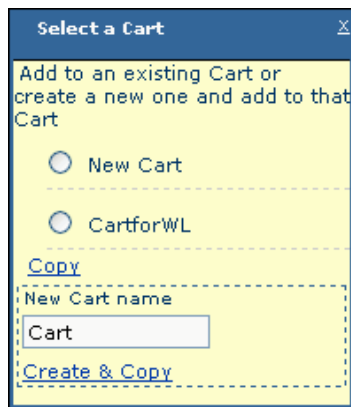 Select a Cart X
Add to an existing Cart or
create a new one and add to that
Cart
New Cart
CartforWL
Copy
New Cart name
Cart
Create & Copy